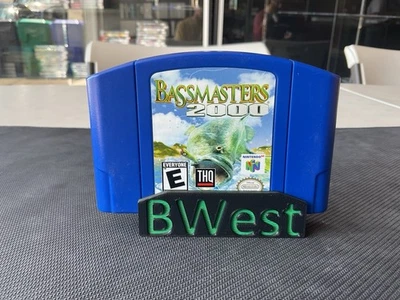 BASSMASTERS
2000
EVERYONE
E
THQ
NINTENDO 64
BWest